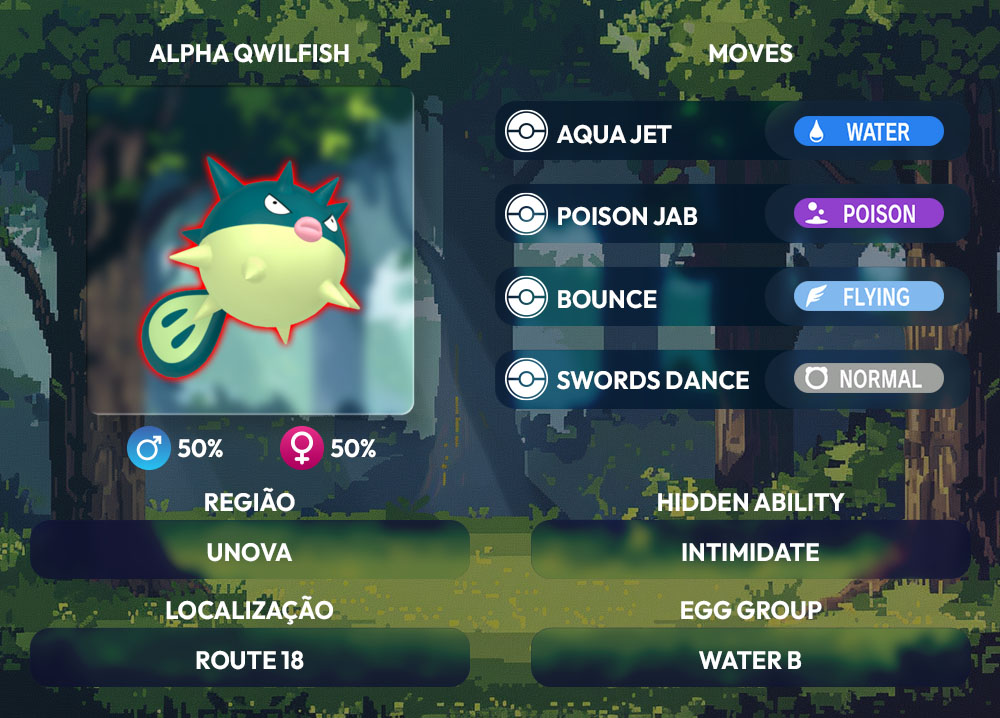 ALPHA QWILFISH
50%
50%
REGIÃO
UNOVA
LOCALIZAÇÃO
ROUTE 18
MOVES
AQUA JET WATER
POISON JAB POISON
BOUNCE FLYING
SWORDS DANCE NORMAL
HIDDEN ABILITY
INTIMIDATE
EGG GROUP
WATER B